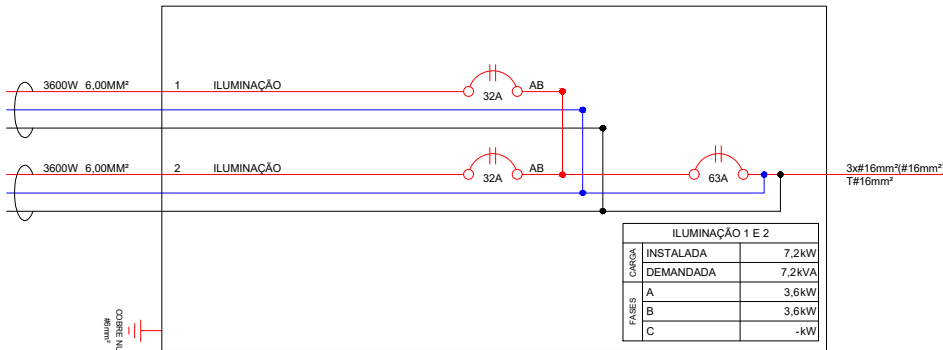 3600W 6,00MM² 1 ILUMINAÇÃO AB
32A
3600W 6,00MM² 2 ILUMINAÇÃO AB
32A
63A
3x#16mm²(#16mm²)
T#16mm²
ILUMINAÇÃO 1 E 2
CARGA
INSTALADA 7,2kW
DEMANDADA 7,2kVA
FASES
A 3,6kW
B 3,6kW
C -kW
COBRE NU
#6mm²